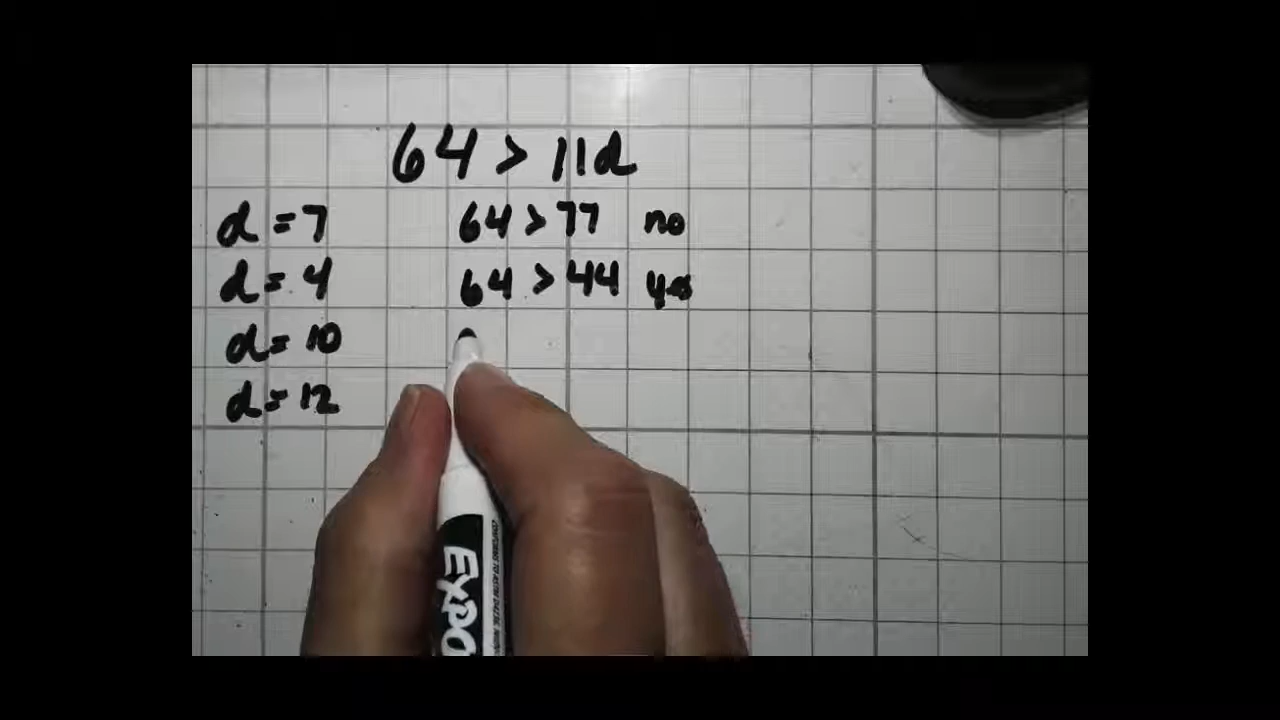 64 > 11d
d = 7 64 > 77 no
d = 4 64 > 44 yes
d = 10
d = 12
EXPO